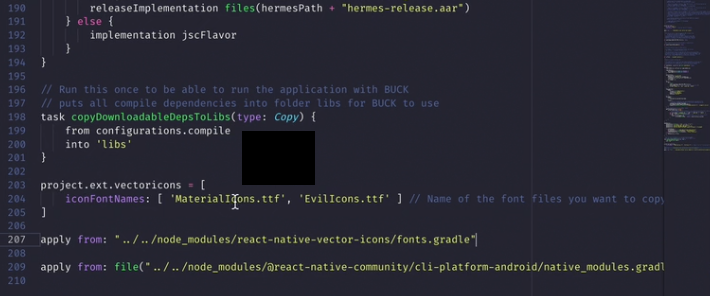 190 releaseImplementation files(hermesPath + "hermes-release.aar")
191 } else {
192 implementation jscFlavor
193 }
194 }
195
196 // Run this once to be able to run the application with BUCK
197 // puts all compile dependencies into folder libs for BUCK to use
198 task copyDownloadableDepsToLibs(type: Copy) {
199 from configurations.compile
200 into 'libs'
201 }
202
203 project.ext.vectoricons = [
204 iconFontNames: [ 'MaterialIcons.ttf', 'EvilIcons.ttf' ] // Name of the font files you want to copy
205 ]
206
207 apply from: "../../node_modules/react-native-vector-icons/fonts.gradle"
208
209 apply from: file("../../node_modules/@react-native-community/cli-platform-android/native_modules.gradl
210